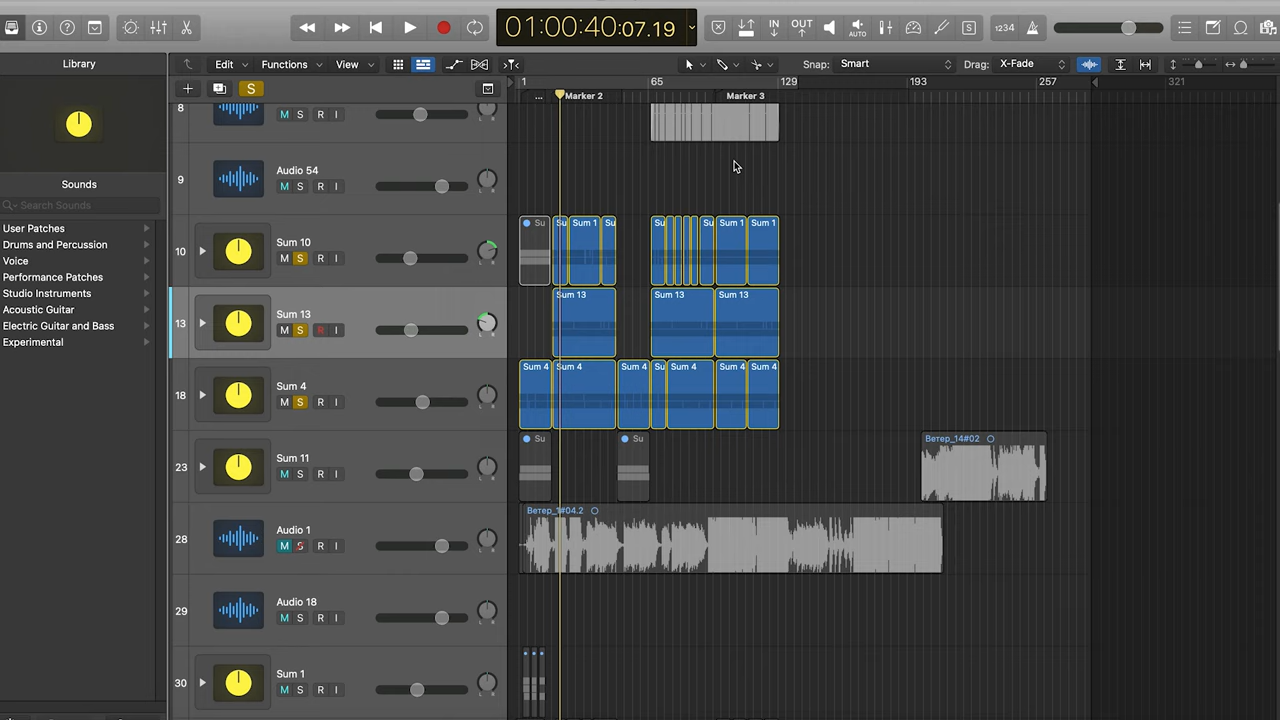 01:00:40:07.19
1234
Library
Edit
Functions
View
Snap:
Smart
Drag:
X-Fade
1
65
129
193
257
321
S
...
Marker 2
Marker 3
Sounds
Search Sounds
User Patches
Drums and Percussion
Voice
Performance Patches
Studio Instruments
Acoustic Guitar
Electric Guitar and Bass
Experimental
8
M S R I
9
Audio 54
M S R I
10
Sum 10
M S R I
Su
Su
Sum 1
Su
Su
Su
Sum 1
Sum 1
13
Sum 13
M S R I
Sum 13
Sum 13
Sum 13
18
Sum 4
M S R I
Sum 4
Sum 4
Sum 4
Su
Sum 4
Sum 4
Sum 4
23
Sum 11
M S R I
Su
Su
Ветер_14#02
28
Audio 1
M S R I
Ветер_1#04.2
29
Audio 18
M S R I
30
Sum 1
M S R I